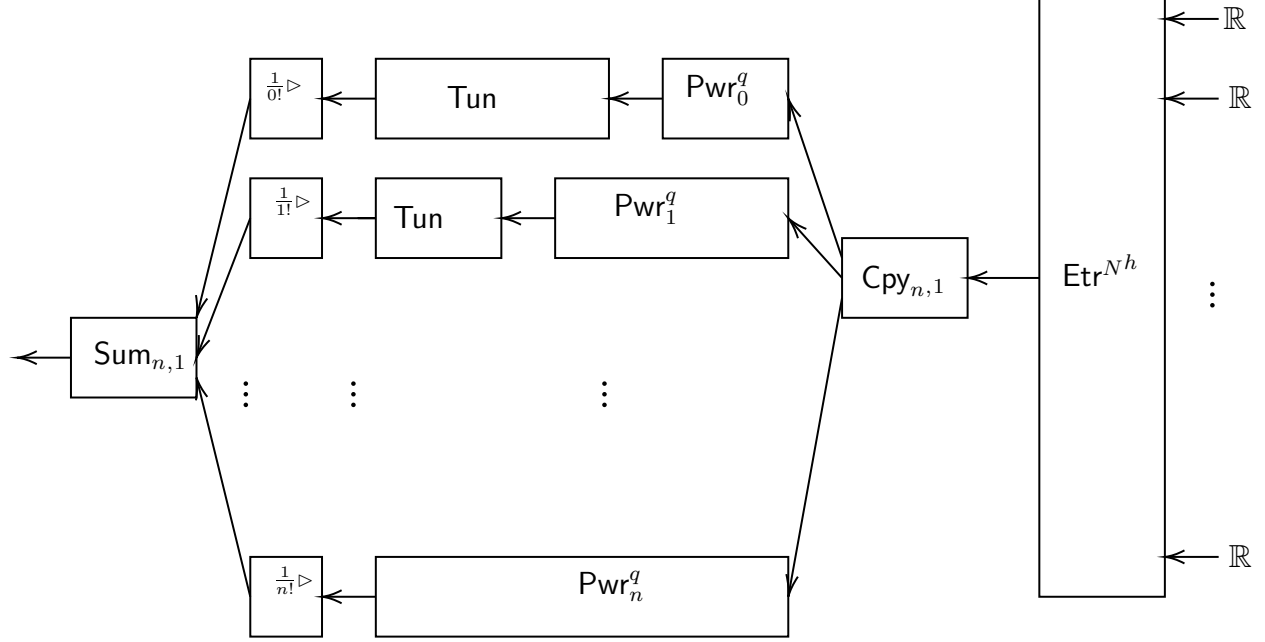 ℝ
1/0! ▷ Tun Pwr_0^q ℝ
1/1! ▷ Tun Pwr_1^q
Cpy_{n,1} Etr^{N^h} ⋮
Sum_{n,1}
⋮ ⋮ ⋮
1/n! ▷ Pwr_n^q ℝ